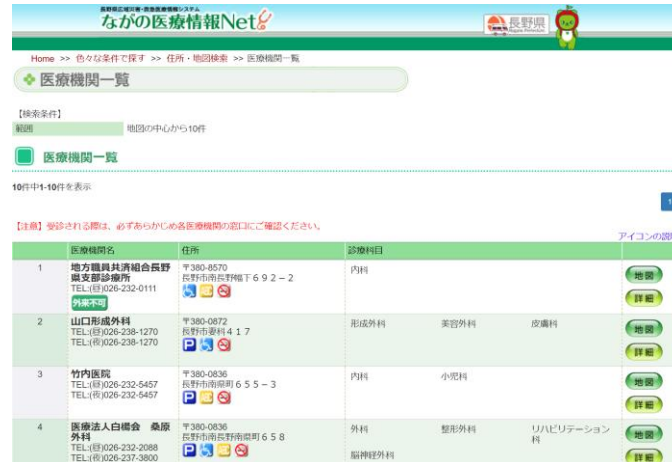 長野県広域災害・救急医療情報システム
ながの医療情報Net
長野県
Home >> 色々な条件で探す >> 住所・地図検索 >> 医療機関一覧
医療機関一覧
【検索条件】
範囲 地図の中心から10件
医療機関一覧
10件中1-10件を表示
1
【注意】受診される際は、必ずあらかじめ各医療機関の窓口にご確認ください。
アイコンの説
医療機関名 住所 診療科目
1 地方職員共済組合長野 〒380-8570 内科 地図
県支部診療所 長野市南長野幅下692-2
TEL:(昼)026-232-0111
外来不可 詳細
2 山口形成外科 〒380-0872 形成外科 美容外科 皮膚科 地図
TEL:(昼)026-238-1270 長野市妻科417
TEL:(夜)026-238-1270 P 詳細
3 竹内医院 〒380-0836 内科 小児科 地図
TEL:(昼)026-232-5457 長野市南県町655-3
TEL:(夜)026-232-5457 P 詳細
4 医療法人白楊会 桑原 〒380-0836 外科 整形外科 リハビリテーション 地図
外科 長野市南長野南県町658 科
TEL:(昼)026-232-2088 P 脳神経外科 詳細
TEL:(夜)026-237-3800